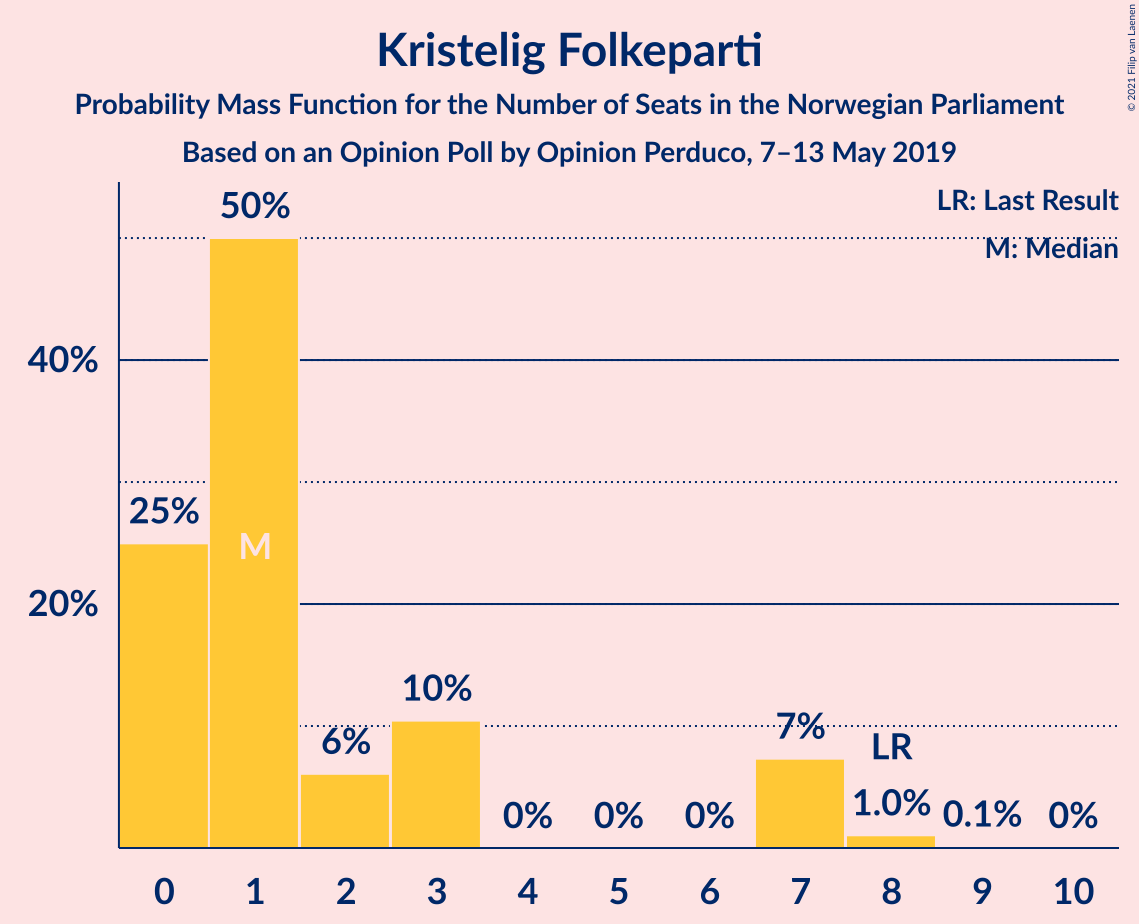 Kristelig Folkeparti
Probability Mass Function for the Number of Seats in the Norwegian Parliament
Based on an Opinion Poll by Opinion Perduco, 7–13 May 2019
© 2021 Filip van Laenen
LR: Last Result
M: Median
50%
40%
25%
M
20%
10%
6%
7%
LR
0%
0%
0%
1.0%
0.1%
0%
0 1 2 3 4 5 6 7 8 9 10